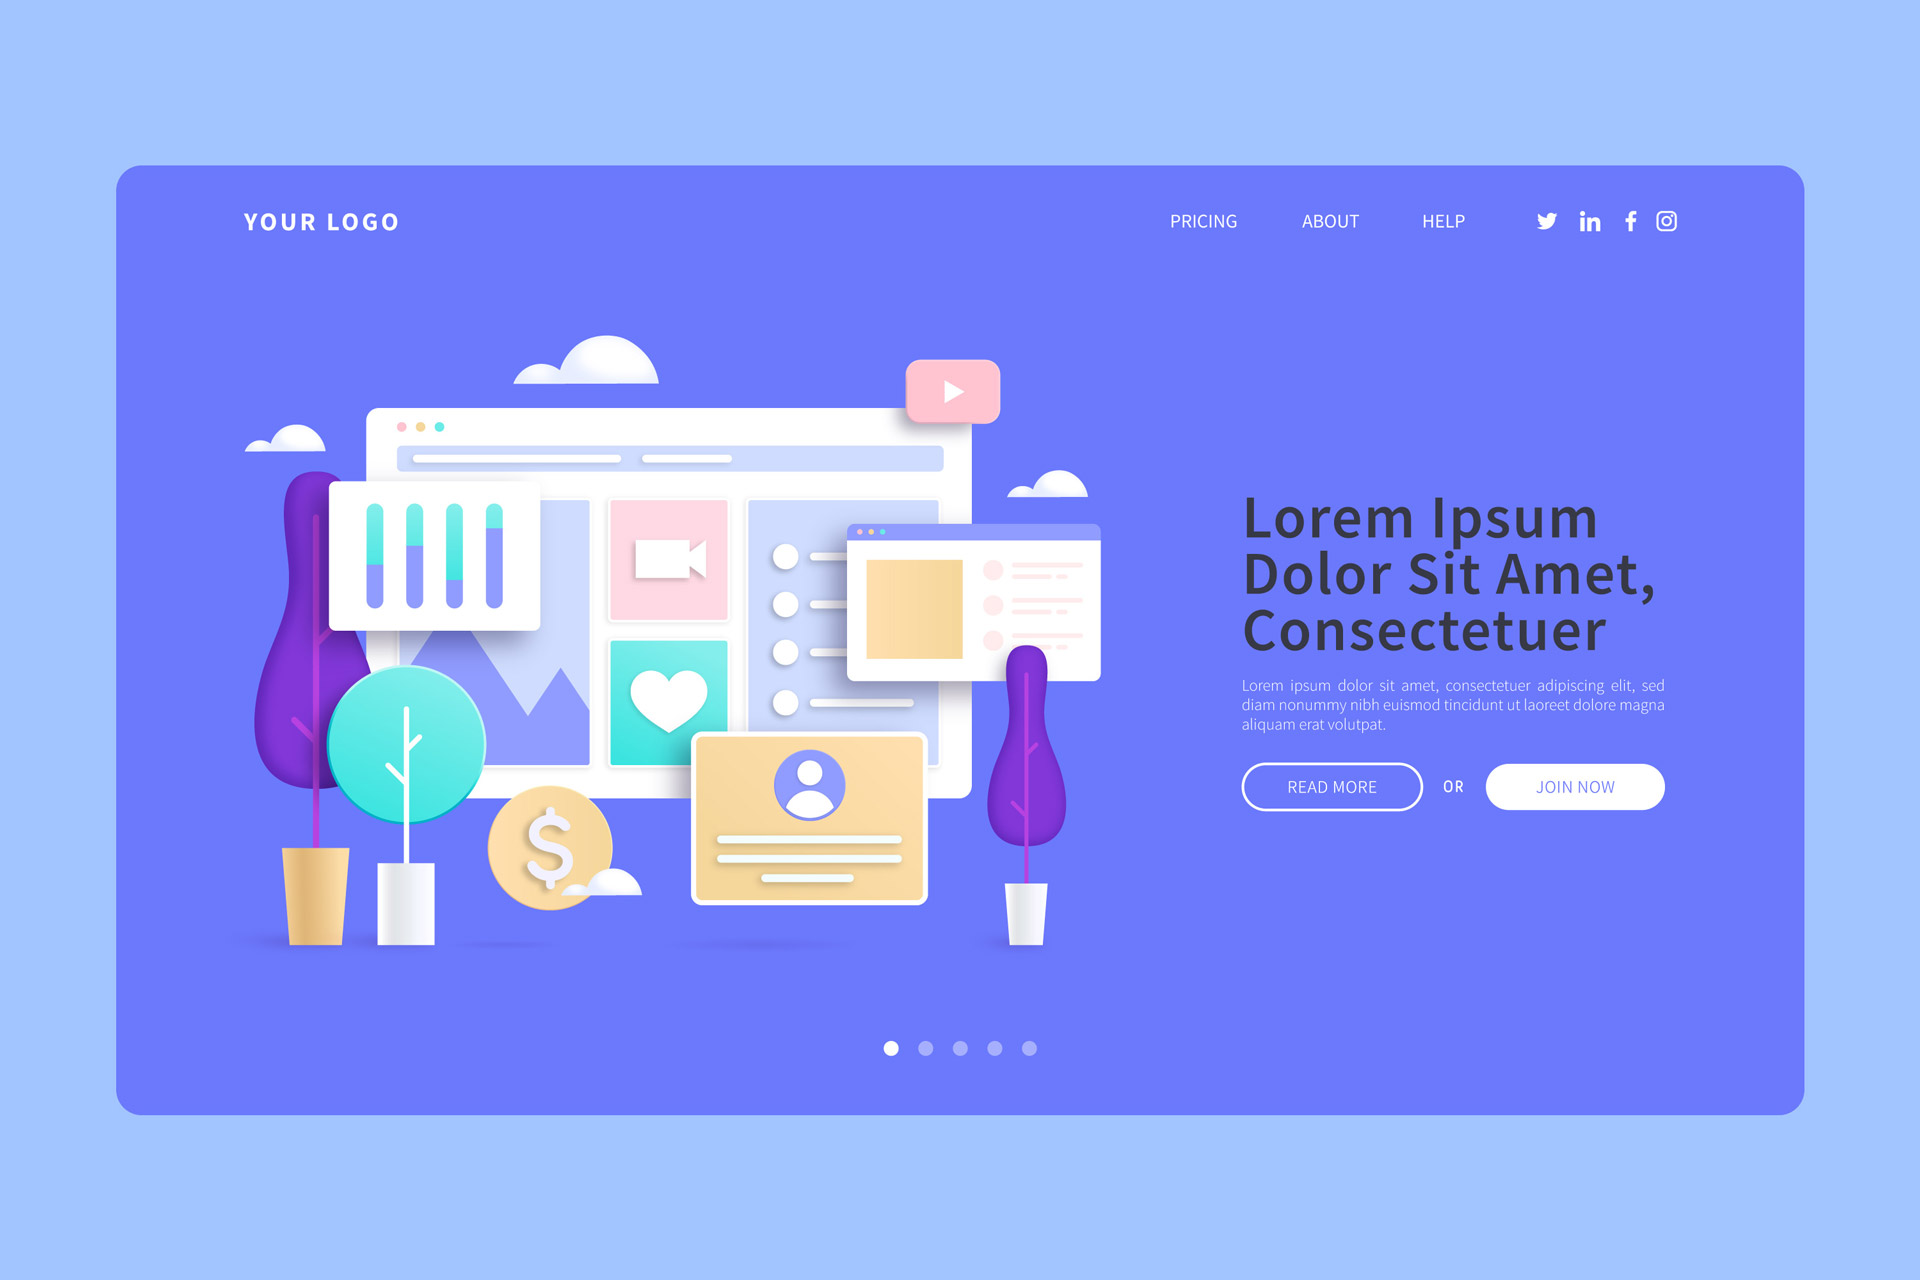 YOUR LOGO
PRICING ABOUT HELP
Lorem Ipsum
Dolor Sit Amet,
Consectetuer
Lorem ipsum dolor sit amet, consectetuer adipiscing elit, sed
diam nonummy nibh euismod tincidunt ut laoreet dolore magna
aliquam erat volutpat.
READ MORE OR JOIN NOW